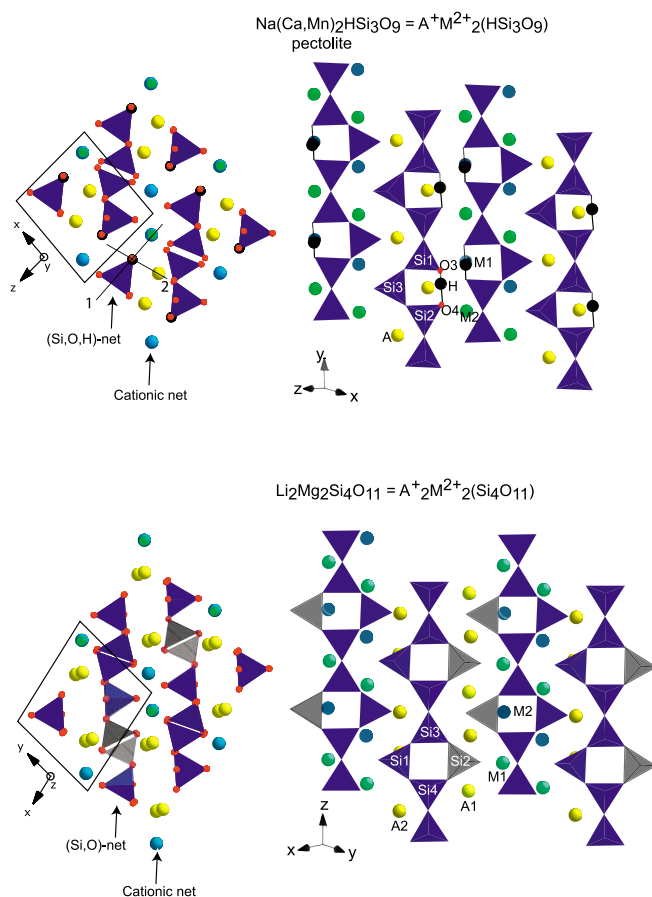 Na(Ca,Mn)2HSi3O9 = A+M2+2(HSi3O9)
pectolite
x
y
z
1
2
(Si,O,H)-net
Cationic net
Si1
O3
M1
Si3
H
Si2
O4
M2
A
y
z
x
Li2Mg2Si4O11 = A+2M2+2(Si4O11)
y
z
x
(Si,O)-net
Cationic net
M2
Si3
Si1
Si2
M1
Si4
A1
A2
z
x
y